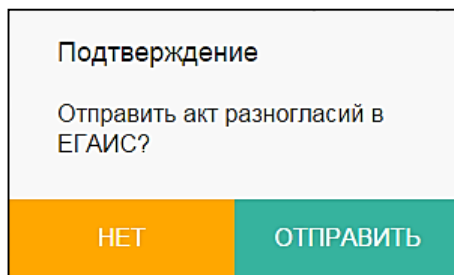 Подтверждение
Отправить акт разногласий в
ЕГАИС?
НЕТ
ОТПРАВИТЬ